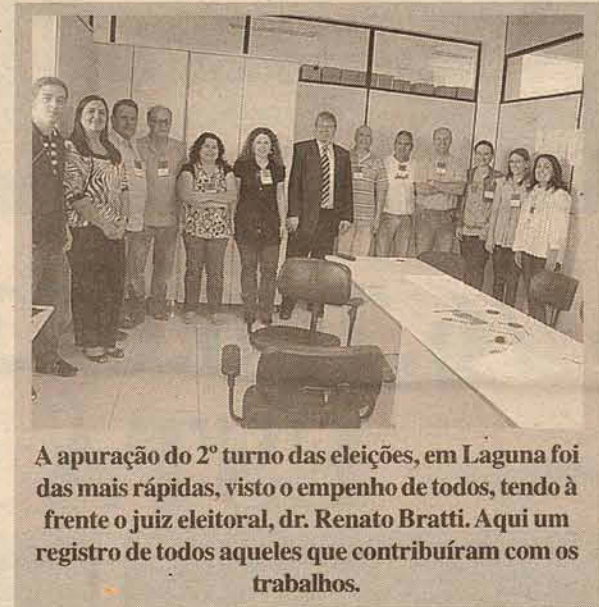 A apuração do 2º turno das eleições, em Laguna foi
das mais rápidas, visto o empenho de todos, tendo à
frente o juiz eleitoral, dr. Renato Bratti. Aqui um
registro de todos aqueles que contribuíram com os
trabalhos.